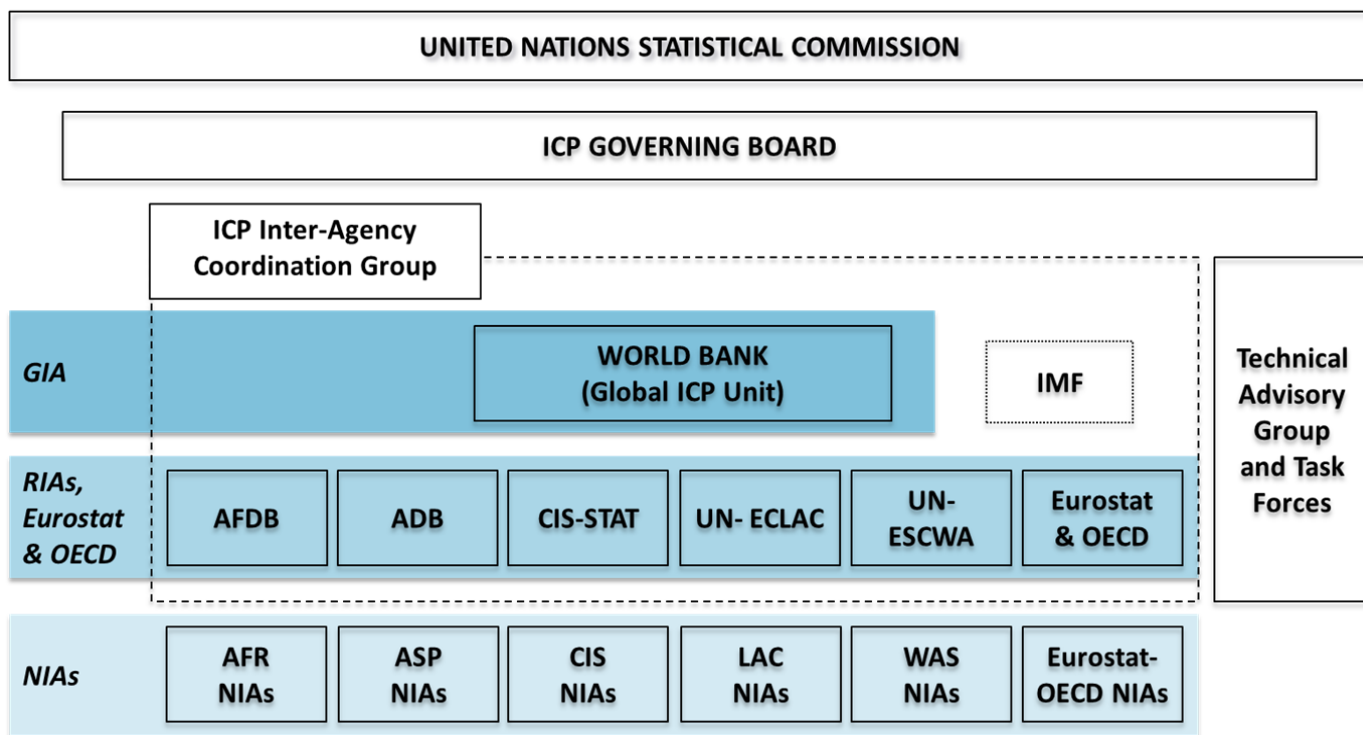 UNITED NATIONS STATISTICAL COMMISSION
ICP GOVERNING BOARD
ICP Inter-Agency
Coordination Group
GIA
WORLD BANK
(Global ICP Unit)
IMF
Technical
Advisory
Group
and Task
Forces
RIAs,
Eurostat
& OECD
AFDB
ADB
CIS-STAT
UN- ECLAC
UN-
ESCWA
Eurostat
& OECD
NIAs
AFR
NIAs
ASP
NIAs
CIS
NIAs
LAC
NIAs
WAS
NIAs
Eurostat-
OECD NIAs